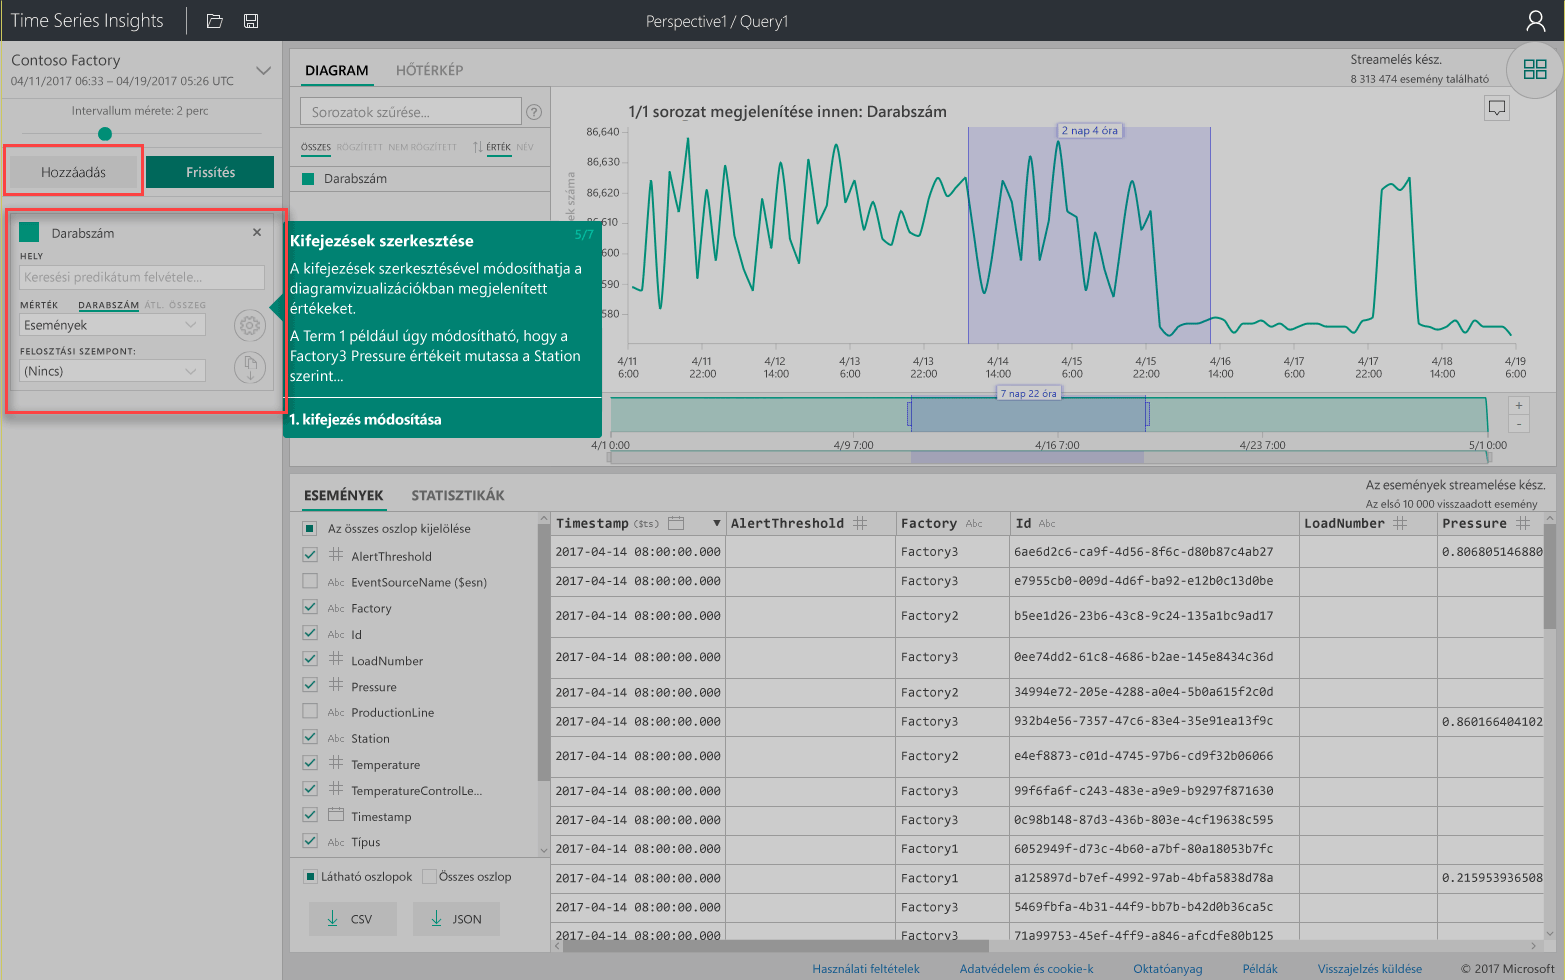 Time Series Insights
Perspective1 / Query1
Contoso Factory
04/11/2017 06:33 – 04/19/2017 05:26 UTC
Intervallum mérete: 2 perc
Hozzáadás
Frissítés
Darabszám
HELY
Keresési predikátum felvétele...
MÉRTÉK DARABSZÁM ÁTL. ÖSSZEG
Események
FELOSZTÁSI SZEMPONT:
(Nincs)
DIAGRAM HŐTÉRKÉP
Streamelés kész.
8 313 474 esemény található
Sorozatok szűrése...
ÖSSZES RÖGZÍTETT NEM RÖGZÍTETT ÉRTÉK NÉV
Darabszám
Kifejezések szerkesztése 5/7
A kifejezések szerkesztésével módosíthatja a
diagramvizualizációkban megjelenített
értékeket.
A Term 1 például úgy módosítható, hogy a
Factory3 Pressure értékeit mutassa a Station
szerint...
1. kifejezés módosítása
1/1 sorozat megjelenítése innen: Darabszám
2 nap 4 óra
86,640
86,630
86,620
86,610
600
590
580
ek száma
4/11 4/11 4/12 4/13 4/13 4/14 4/15 4/15 4/16 4/17 4/17 4/18 4/19
6:00 22:00 14:00 6:00 22:00 14:00 6:00 22:00 14:00 6:00 22:00 14:00 6:00
7 nap 22 óra
+
-
4/1 0:00 4/9 7:00 4/16 7:00 4/23 7:00 5/1 0:00
ESEMÉNYEK STATISZTIKÁK
Az események streamelése kész.
Az első 10 000 visszaadott esemény
Az összes oszlop kijelölése
AlertThreshold
Abc EventSourceName ($esn)
Abc Factory
Abc Id
LoadNumber
Pressure
Abc ProductionLine
Abc Station
Temperature
TemperatureControlLe...
Timestamp
Abc Típus
Látható oszlopok Összes oszlop
CSV JSON
Timestamp ($ts) AlertThreshold Factory Abc Id Abc LoadNumber Pressure
2017-04-14 08:00:00.000 Factory3 6ae6d2c6-ca9f-4d56-8f6c-d80b87c4ab27 0.806805146880
2017-04-14 08:00:00.000 Factory3 e7955cb0-009d-4d6f-ba92-e12b0c13d0be
2017-04-14 08:00:00.000 Factory2 b5ee1d26-23b6-43c8-9c24-135a1bc9ad17
2017-04-14 08:00:00.000 Factory3 0ee74dd2-61c8-4686-b2ae-145e8434c36d
2017-04-14 08:00:00.000 Factory2 34994e72-205e-4288-a0e4-5b0a615f2c0d
2017-04-14 08:00:00.000 Factory3 932b4e56-7357-47c6-83e4-35e91ea13f9c 0.860166404102
2017-04-14 08:00:00.000 Factory2 e4ef8873-c01d-4745-97b6-cd9f32b06066
2017-04-14 08:00:00.000 Factory3 99f6fa6f-c243-483e-a9e9-b9297f871630
2017-04-14 08:00:00.000 Factory3 0c98b148-87d3-436b-803e-4cf19638c595
2017-04-14 08:00:00.000 Factory1 6052949f-d73c-4b60-a7bf-80a18053b7fc
2017-04-14 08:00:00.000 Factory1 a125897d-b7ef-4992-97ab-4bfa5838d78a 0.215953936508
2017-04-14 08:00:00.000 Factory3 5469fbfa-4b31-44f9-bb7b-b42d0b36ca5c
2017-04-14 08:00:00.000 Factory3 71a99753-45ef-4ff9-a846-afcdfe80b125
Használati feltételek Adatvédelem és cookie-k Oktatóanyag Példák Visszajelzés küldése © 2017 Microsoft